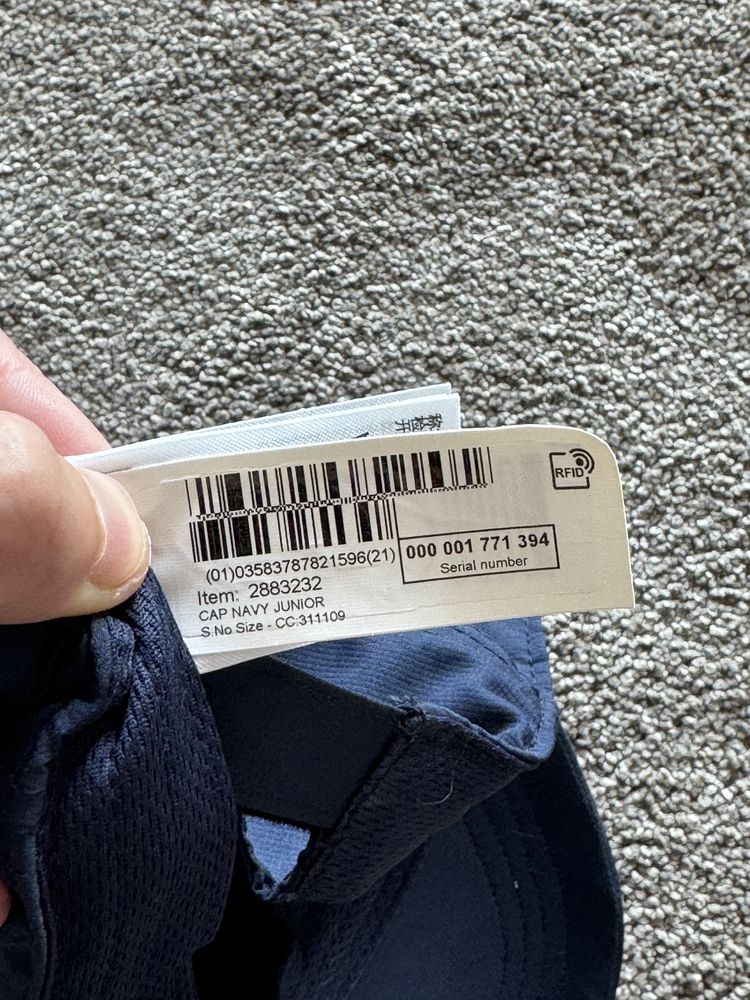 RFID
(01)03583787821596(21)
000 001 771 394
Serial number
Item: 2883232
CAP NAVY JUNIOR
S.No Size - CC:311109